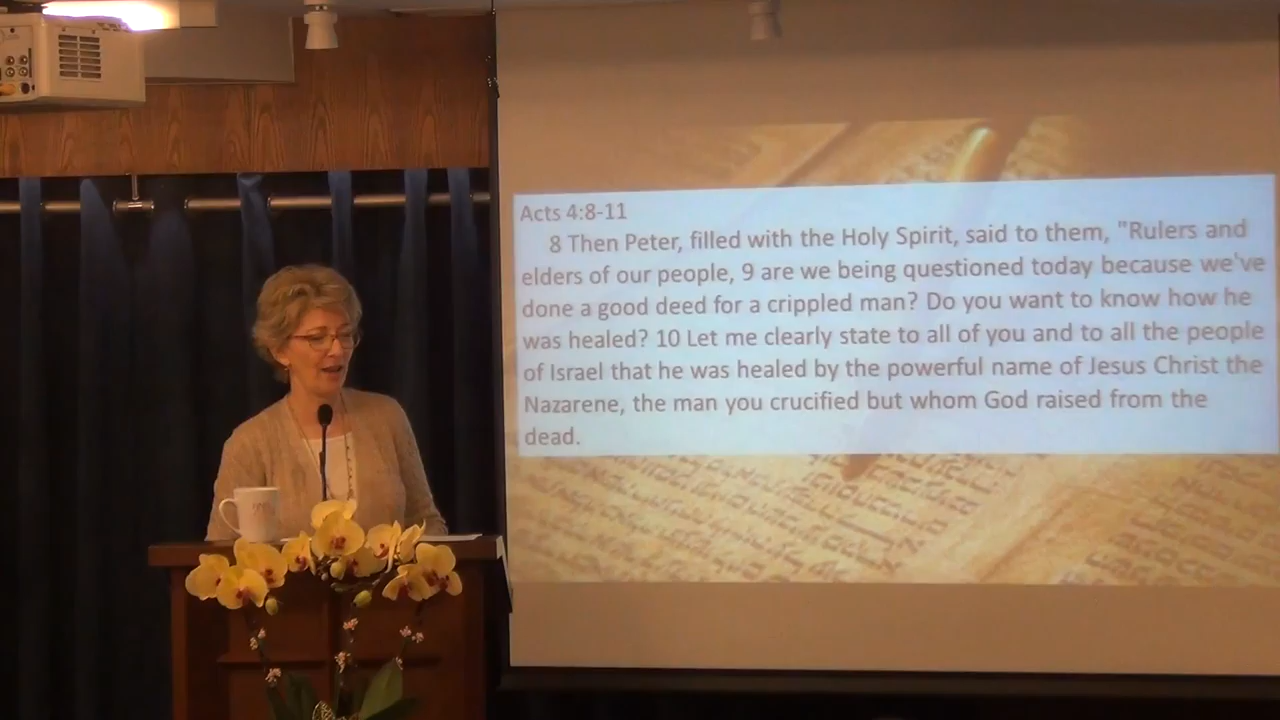 Acts 4:8-11
8 Then Peter, filled with the Holy Spirit, said to them, "Rulers and
elders of our people, 9 are we being questioned today because we've
done a good deed for a crippled man? Do you want to know how he
was healed? 10 Let me clearly state to all of you and to all the people
of Israel that he was healed by the powerful name of Jesus Christ the
Nazarene, the man you crucified but whom God raised from the
dead.